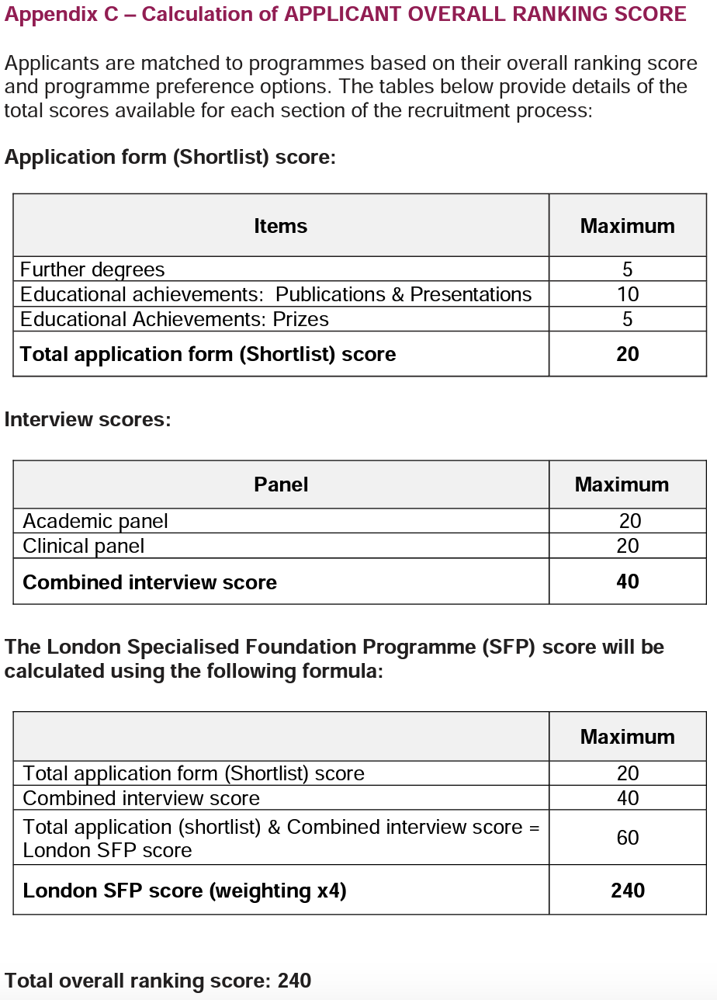 Appendix C – Calculation of APPLICANT OVERALL RANKING SCORE
Applicants are matched to programmes based on their overall ranking score
and programme preference options. The tables below provide details of the
total scores available for each section of the recruitment process:
Application form (Shortlist) score:
Items Maximum
Further degrees 5
Educational achievements: Publications & Presentations 10
Educational Achievements: Prizes 5
Total application form (Shortlist) score 20
Interview scores:
Panel Maximum
Academic panel 20
Clinical panel 20
Combined interview score 40
The London Specialised Foundation Programme (SFP) score will be
calculated using the following formula:
Maximum
Total application form (Shortlist) score 20
Combined interview score 40
Total application (shortlist) & Combined interview score =
London SFP score 60
London SFP score (weighting x4) 240
Total overall ranking score: 240